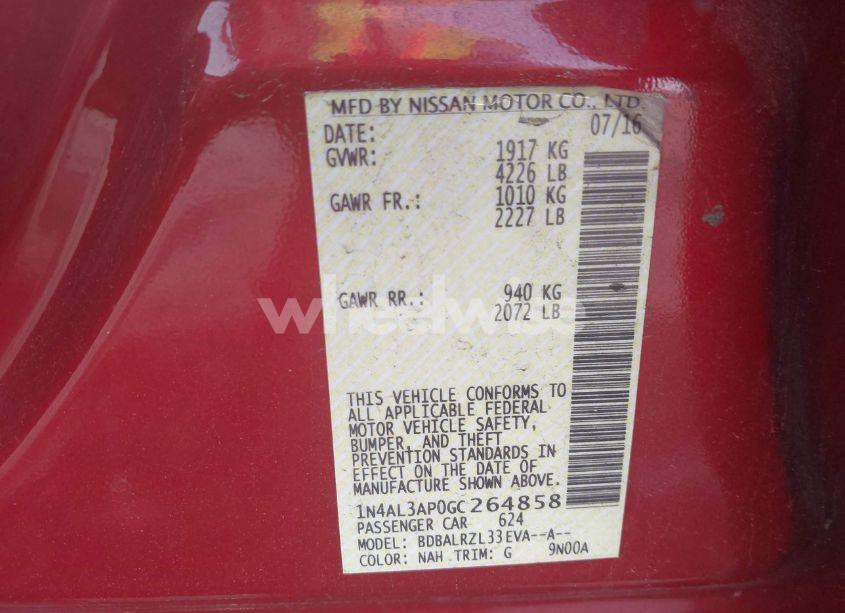 MFD BY NISSAN MOTOR CO., LTD.
DATE: 07/16
GVWR: 1917 KG
4226 LB
GAWR FR.: 1010 KG
2227 LB
GAWR RR.: 940 KG
2072 LB
wheelwise
THIS VEHICLE CONFORMS TO
ALL APPLICABLE FEDERAL
MOTOR VEHICLE SAFETY,
BUMPER, AND THEFT
PREVENTION STANDARDS IN
EFFECT ON THE DATE OF
MANUFACTURE SHOWN ABOVE.
1N4AL3AP0GC264858
PASSENGER CAR 624
MODEL: BDBALRZL33EVA--A--
COLOR: NAH TRIM: G 9N00A